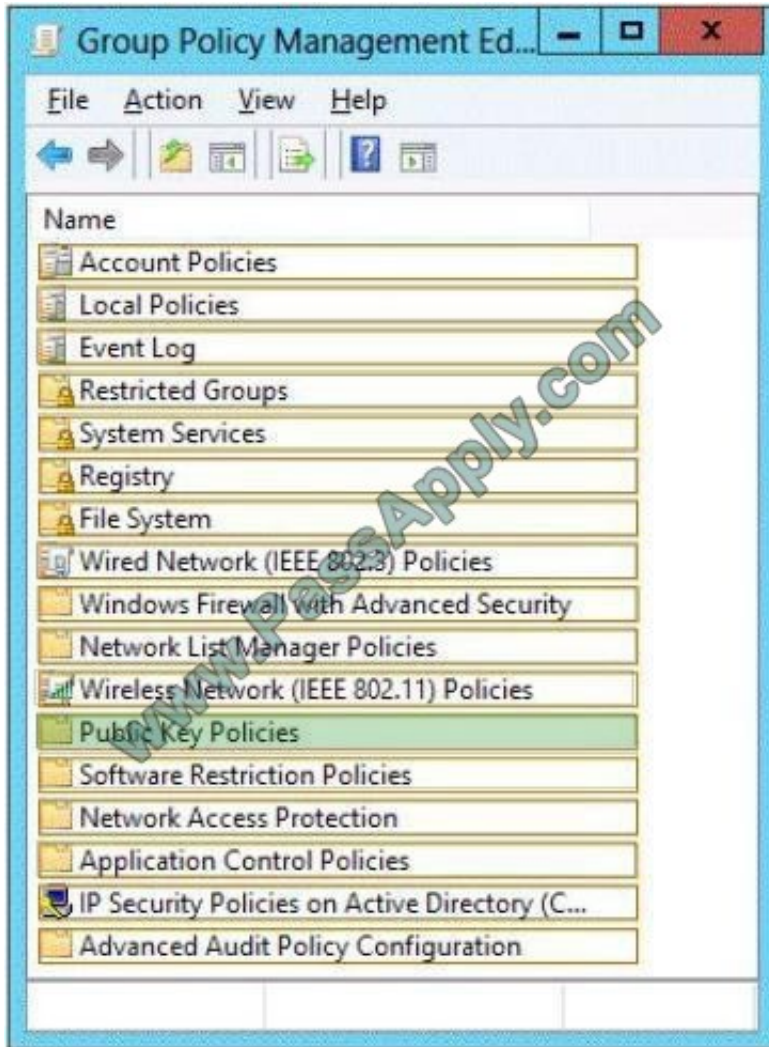 Group Policy Management Ed...
File Action View Help
Name
Account Policies
Local Policies
Event Log
Restricted Groups
System Services
Registry
File System
Wired Network (IEEE 802.3) Policies
Windows Firewall with Advanced Security
Network List Manager Policies
Wireless Network (IEEE 802.11) Policies
Public Key Policies
Software Restriction Policies
Network Access Protection
Application Control Policies
IP Security Policies on Active Directory (C...
Advanced Audit Policy Configuration
www.PassApply.com